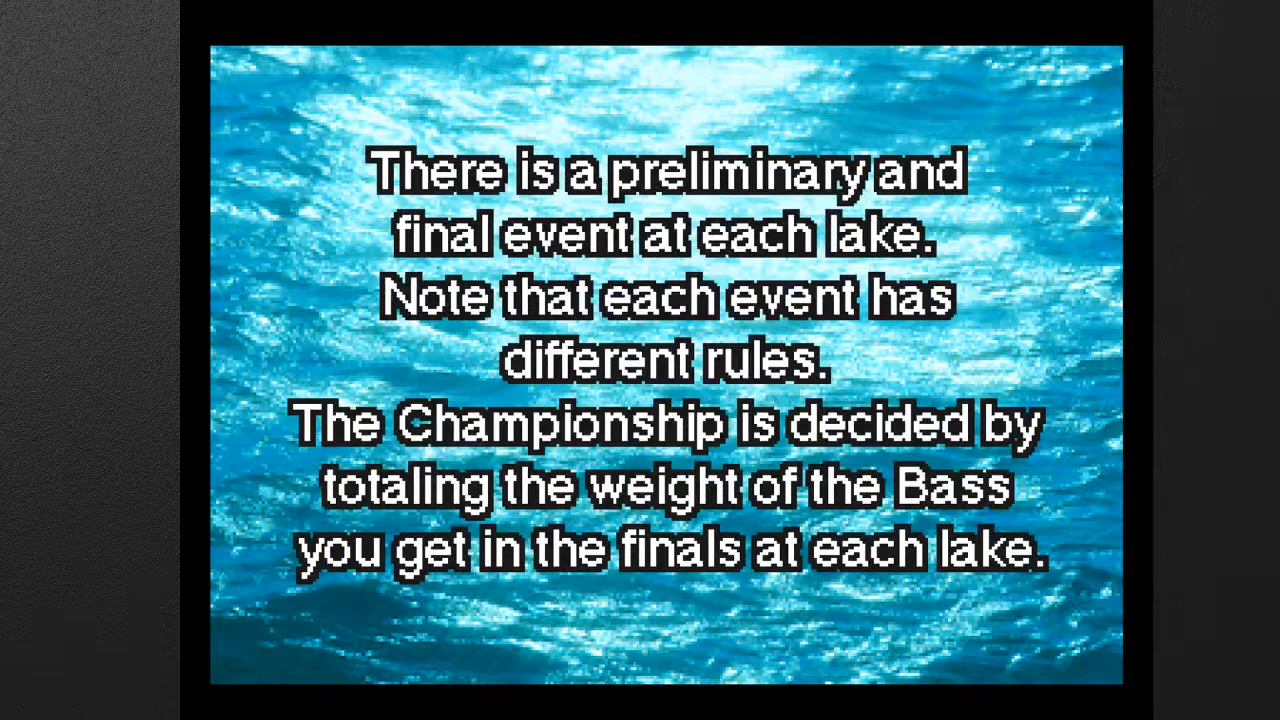 There is a preliminary and
final event at each lake.
Note that each event has
different rules.
The Championship is decided by
totaling the weight of the Bass
you get in the finals at each lake.